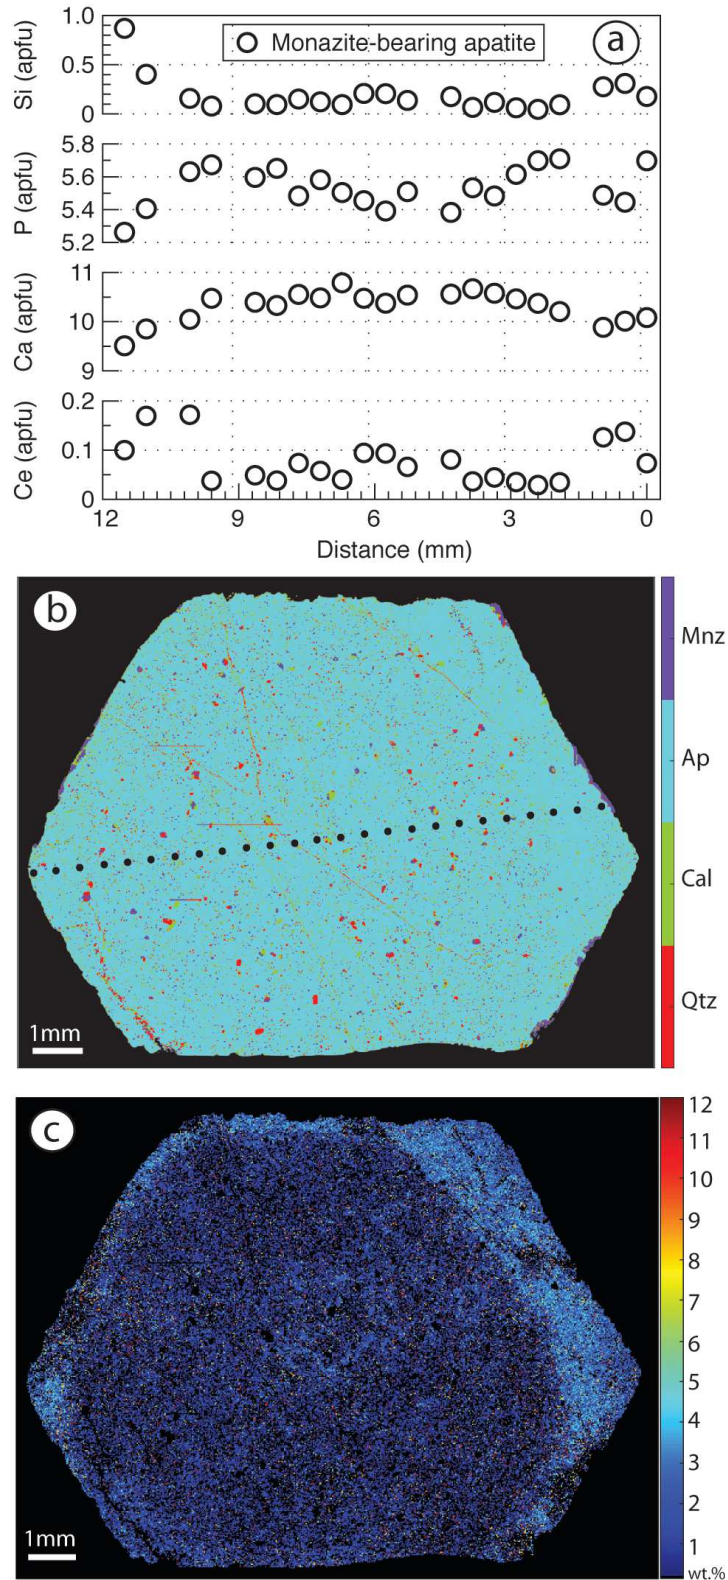 a
Monazite-bearing apatite
Si (apfu)
1.0
0.5
0
P (apfu)
5.8
5.6
5.4
5.2
Ca (apfu)
11
10
9
Ce (apfu)
0.2
0.1
0
12 9 6 3 0
Distance (mm)
b
Mnz
Ap
Cal
Qtz
1mm
c
12
11
10
9
8
7
6
5
4
3
2
1
wt.%
1mm